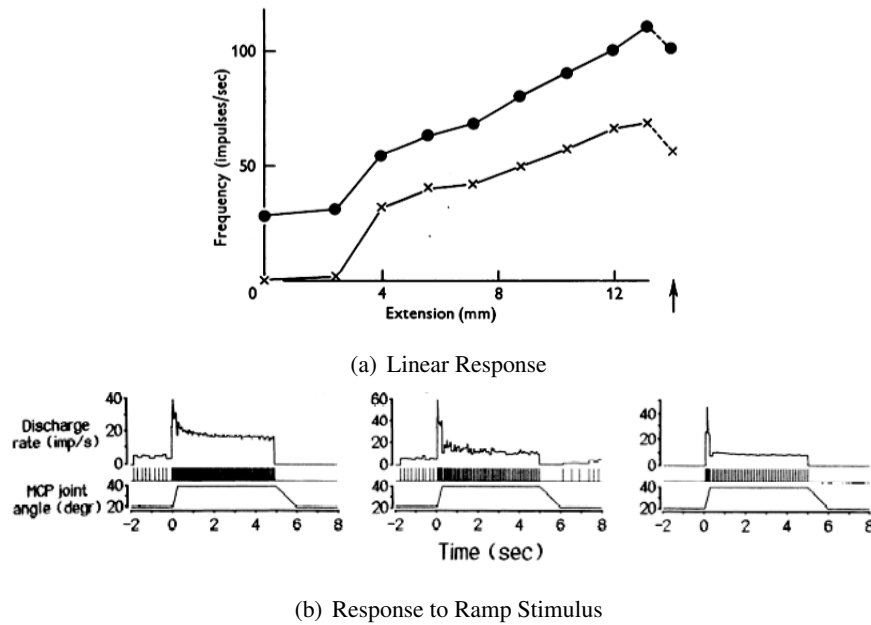 100
50
Frequency (impulses/sec)
0
4
8
12
Extension (mm)
(a) Linear Response
Discharge
rate (imp/s)
40
20
0
60
40
20
0
40
20
0
MCP joint
angle (degr)
40
20
40
20
40
20
-2 0 2 4 6 8
-2 0 2 4 6 8
-2 0 2 4 6 8
Time (sec)
(b) Response to Ramp Stimulus